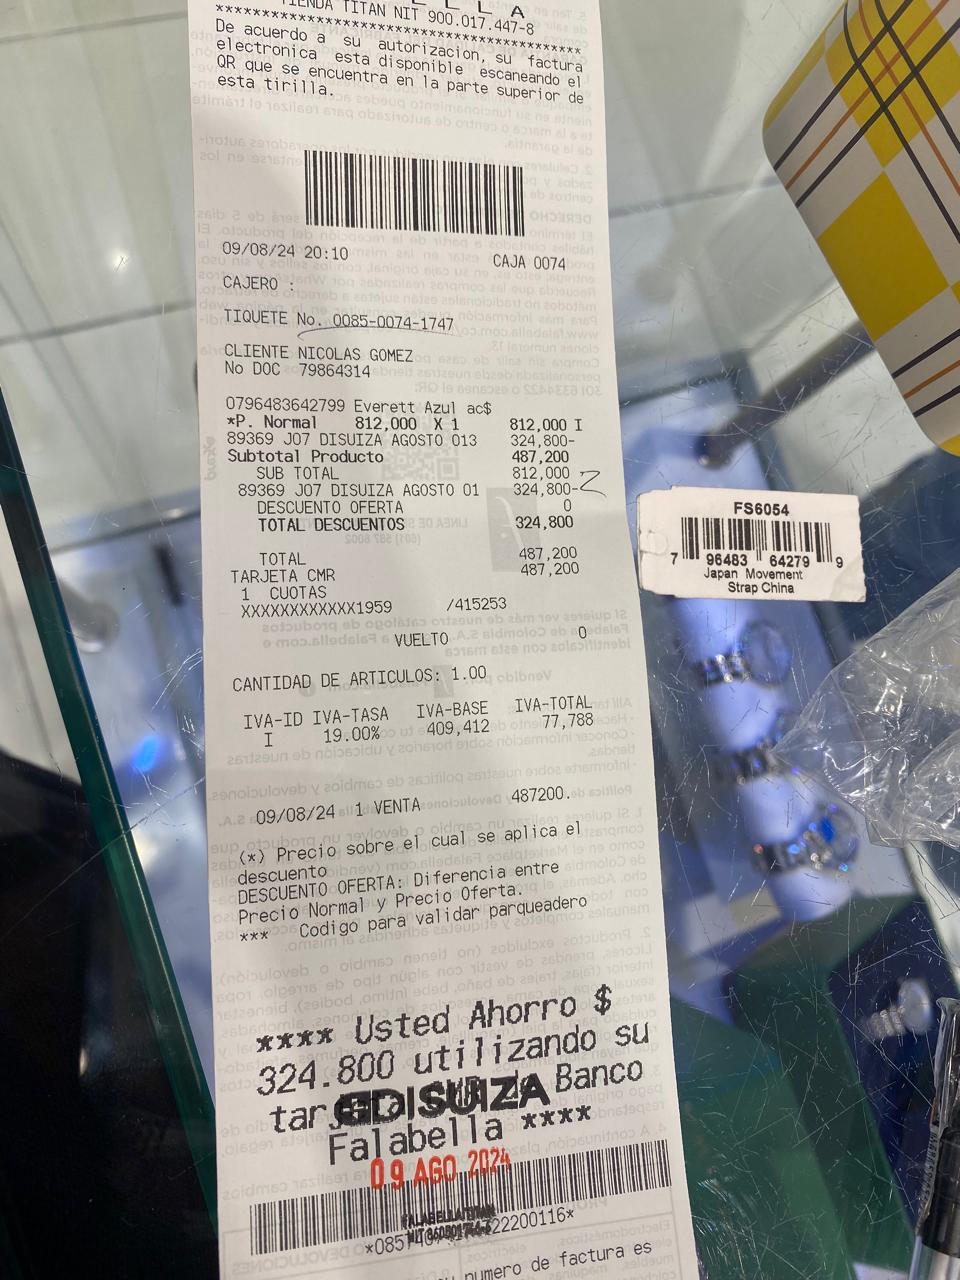 TIENDA TITAN NIT 900.017.447-8
****************************************
De acuerdo a su autorizacion, su factura
electronica esta disponible escaneando el
QR que se encuentra en la parte superior de
esta tirilla.
09/08/24 20:10 CAJA 0074
CAJERO :
TIQUETE No. 0085-0074-1747
CLIENTE NICOLAS GOMEZ
No DOC 79864314
0796483642799 Everett Azul ac$
*P. Normal 812,000 X 1 812,000 I
89369 J07 DISUIZA AGOSTO 013 324,800-
Subtotal Producto 487,200
SUB TOTAL 812,000
89369 J07 DISUIZA AGOSTO 01 324,800-
DESCUENTO OFERTA 0
TOTAL DESCUENTOS 324,800
TOTAL 487,200
TARJETA CMR 487,200
1 CUOTAS
XXXXXXXXXXXX1959 /415253
VUELTO 0
CANTIDAD DE ARTICULOS: 1.00
IVA-ID IVA-TASA IVA-BASE IVA-TOTAL
I 19.00% 409,412 77,788
09/08/24 1 VENTA 487200.
(*) Precio sobre el cual se aplica el
descuento
DESCUENTO OFERTA: Diferencia entre
Precio Normal y Precio Oferta.
*** Codigo para validar parqueadero
**** Usted Ahorro $
324.800 utilizando su
Banco
Falabella ****
DISUIZA
09 AGO 2024
FALABELLA TITAN
22200116*
numero de factura es
FS6054
7 96483 64279 9
Japan Movement
Strap China